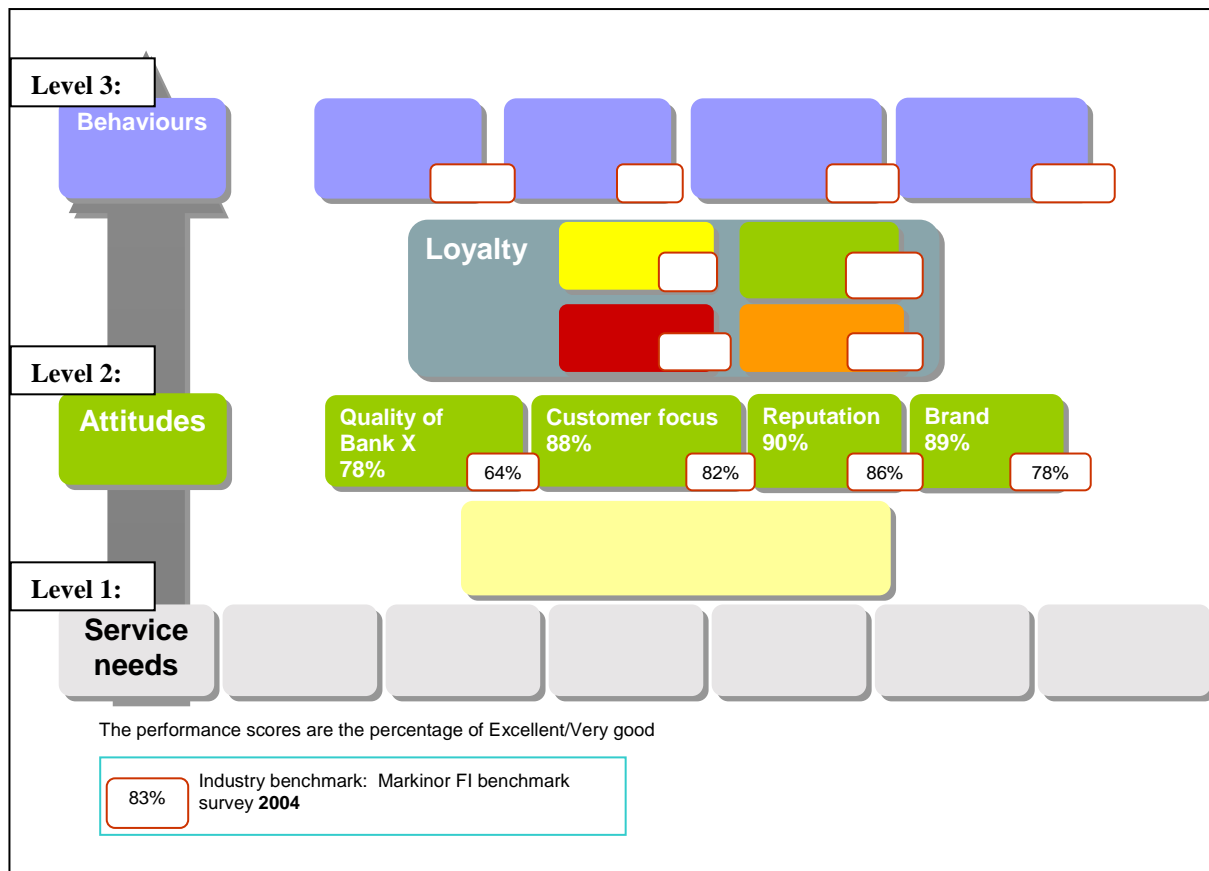 Level 3:
Behaviours
Loyalty
Level 2:
Attitudes
Quality of
Bank X
78%
64%
Customer focus
88%
82%
Reputation
90%
86%
Brand
89%
78%
Level 1:
Service
needs
The performance scores are the percentage of Excellent/Very good
83%
Industry benchmark: Markinor FI benchmark
survey 2004